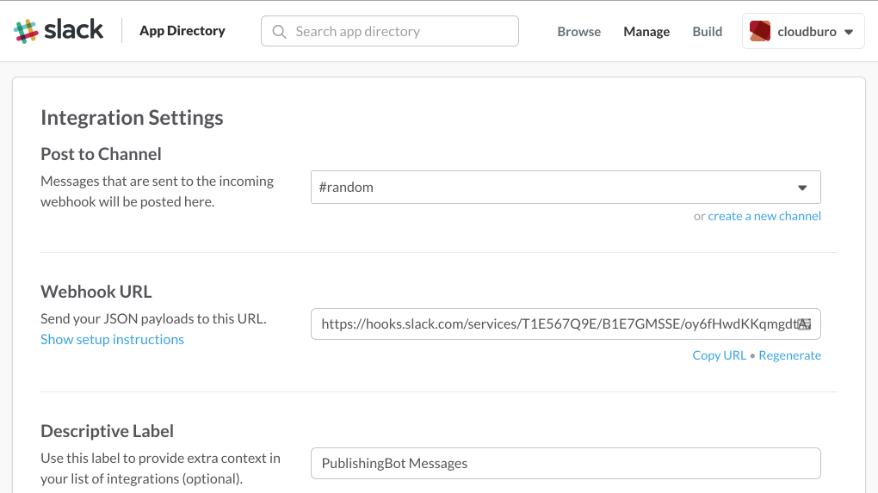 slack App Directory Search app directory Browse Manage Build cloudburo
Integration Settings
Post to Channel
Messages that are sent to the incoming
webhook will be posted here.
#random
or create a new channel
Webhook URL
Send your JSON payloads to this URL.
Show setup instructions
https://hooks.slack.com/services/T1E567Q9E/B1E7GMSSE/oy6fHwdKKqmgdt
Copy URL • Regenerate
Descriptive Label
Use this label to provide extra context in
your list of integrations (optional).
PublishingBot Messages